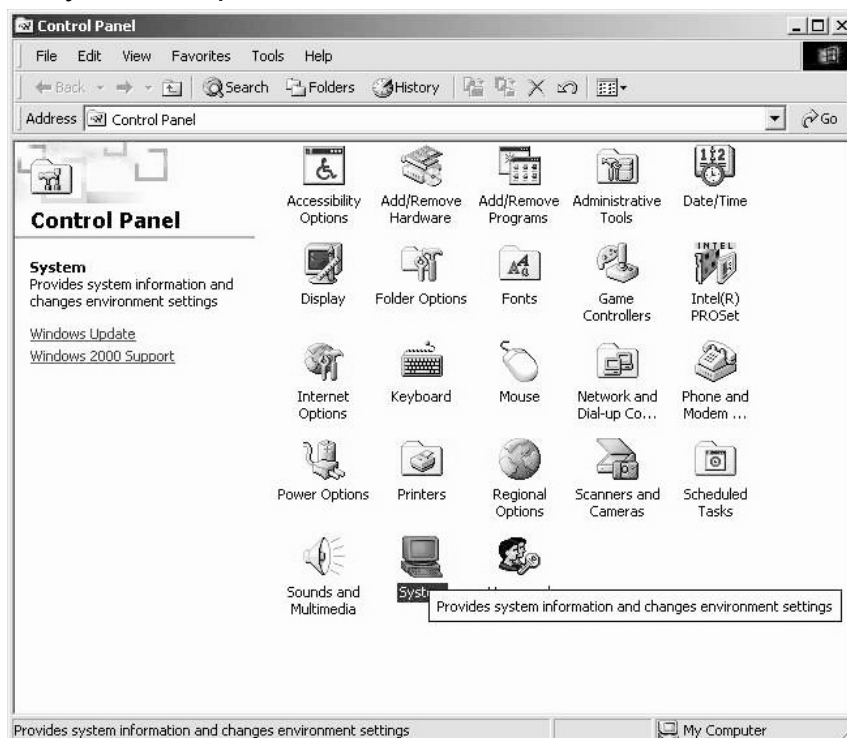 Control Panel
File Edit View Favorites Tools Help
Back Search Folders History
Address Control Panel Go
Control Panel
System
Provides system information and
changes environment settings
Windows Update
Windows 2000 Support
Accessibility Options
Add/Remove Hardware
Add/Remove Programs
Administrative Tools
Date/Time
Display
Folder Options
Fonts
Game Controllers
INTEL
Intel(R) PROSet
Internet Options
Keyboard
Mouse
Network and Dial-up Co...
Phone and Modem ...
Power Options
Printers
Regional Options
Scanners and Cameras
Scheduled Tasks
Sounds and Multimedia
Provides system information and changes environment settings
Provides system information and changes environment settings
My Computer